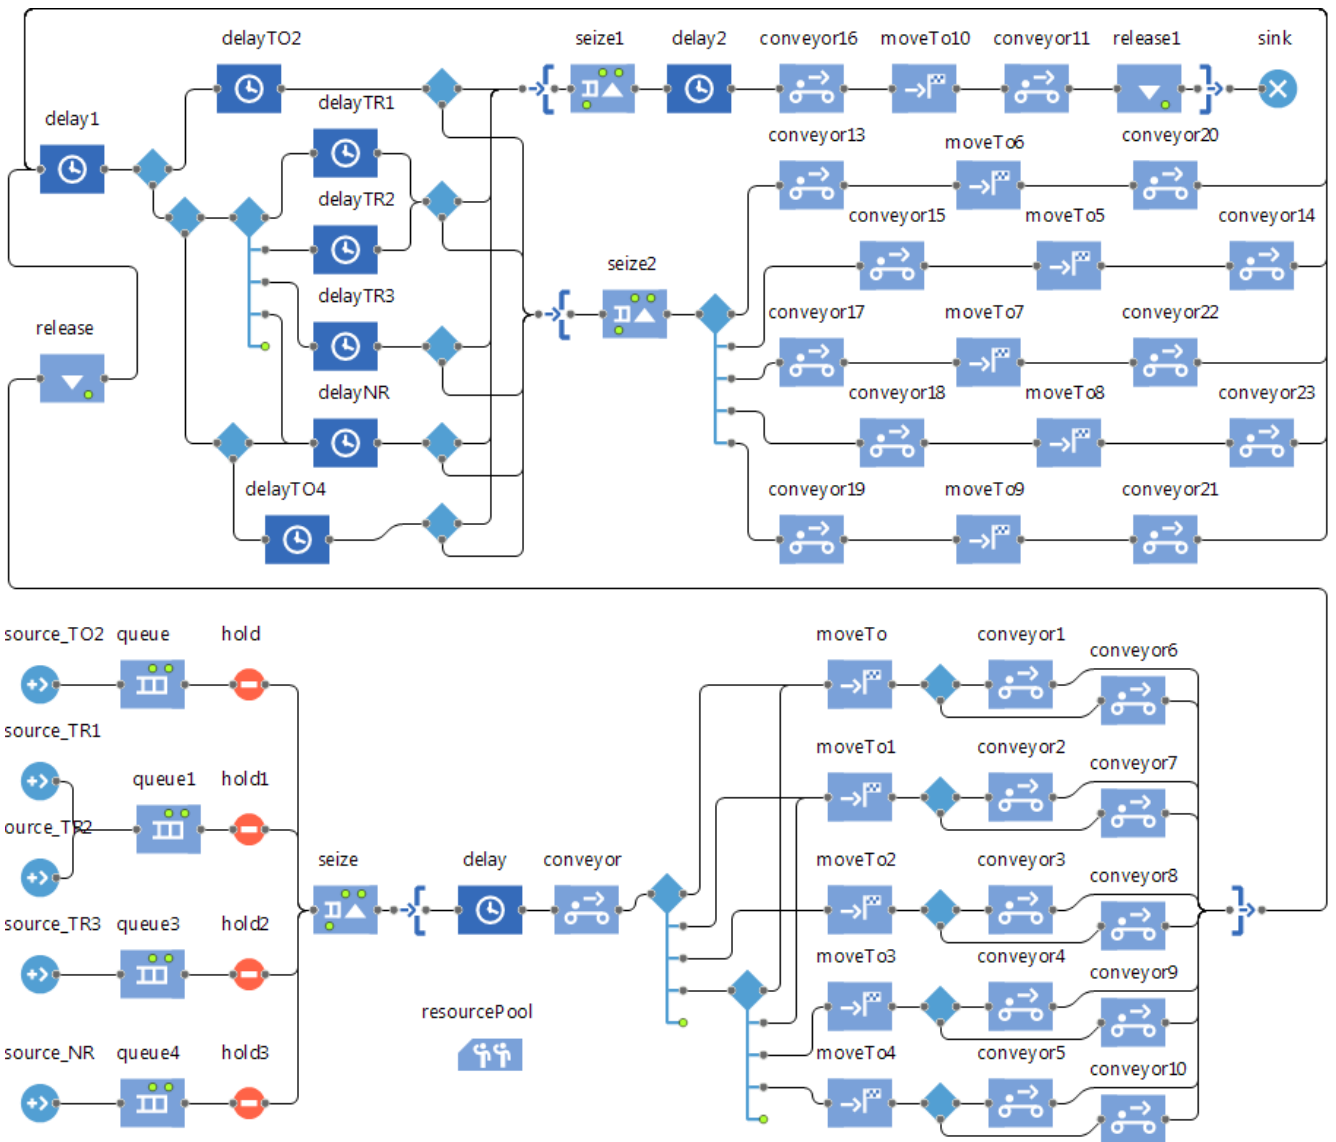 delayTO2
seize1 delay2 conveyor16 moveTo10 conveyor11 release1 sink
delayTR1
delay1
conveyor13 moveTo6 conveyor20
delayTR2
conveyor15 moveTo5 conveyor14
seize2
delayTR3
conveyor17 moveTo7 conveyor22
release
delayNR
conveyor18 moveTo8 conveyor23
delayTO4
conveyor19 moveTo9 conveyor21
source_TO2 queue hold
moveTo conveyor1
conveyor6
source_TR1
moveTo1 conveyor2
conveyor7
queue1 hold1
ource_TR2
seize delay conveyor
moveTo2 conveyor3
conveyor8
source_TR3 queue3 hold2
moveTo3 conveyor4
conveyor9
resourcePool
source_NR queue4 hold3
moveTo4 conveyor5
conveyor10